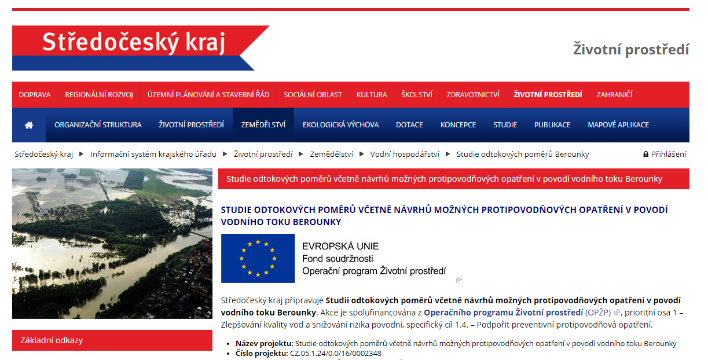 Středočeský kraj
Životní prostředí
DOPRAVA REGIONÁLNÍ ROZVOJ ÚZEMNÍ PLÁNOVÁNÍ A STAVEBNÍ ŘÁD SOCIÁLNÍ OBLAST KULTURA ŠKOLSTVÍ ZDRAVOTNICTVÍ ŽIVOTNÍ PROSTŘEDÍ ZAHRANIČÍ
ORGANIZAČNÍ STRUKTURA ŽIVOTNÍ PROSTŘEDÍ ZEMĚDĚLSTVÍ EKOLOGICKÁ VÝCHOVA DOTACE KONCEPCE STUDIE PUBLIKACE MAPOVÉ APLIKACE
Středočeský kraj ▶ Informační systém krajského úřadu ▶ Životní prostředí ▶ Zemědělství ▶ Vodní hospodářství ▶ Studie odtokových poměrů Berounky Přihlášení
Studie odtokových poměrů včetně návrhů možných protipovodňových opatření v povodí vodního toku Berounky
STUDIE ODTOKOVÝCH POMĚRŮ VČETNĚ NÁVRHŮ MOŽNÝCH PROTIPOVODŇOVÝCH OPATŘENÍ V POVODÍ
VODNÍHO TOKU BEROUNKY
EVROPSKÁ UNIE
Fond soudržnosti
Operační program Životní prostředí
Středočeský kraj připravuje Studii odtokových poměrů včetně návrhů možných protipovodňových opatření v povodí
vodního toku Berounky. Akce je spolufinancována z Operačního programu Životní prostředí (OPŽP), prioritní osa 1 –
Zlepšování kvality vod a snižování rizika povodní, specifický cíl 1.4. – Podpořit preventivní protipovodňová opatření.
Základní odkazy
• Název projektu: Studie odtokových poměrů včetně návrhů možných protipovodňových opatření v povodí vodního toku Berounky
• Číslo projektu: CZ.05.1.24/0.0/16/0002348